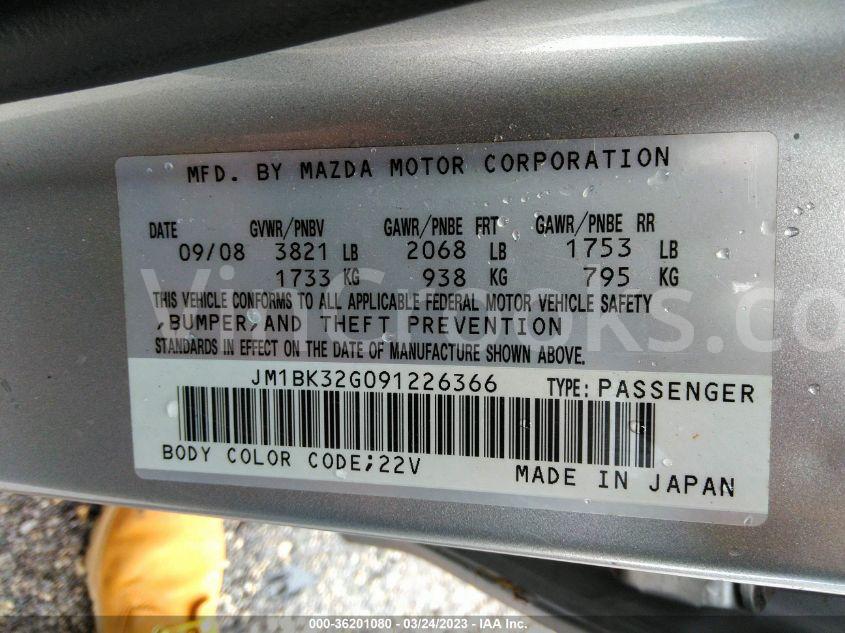 MFD. BY MAZDA MOTOR CORPORATION
DATE GVWR/PNBV GAWR/PNBE FRT GAWR/PNBE RR
09/08 3821 LB 2068 LB 1753 LB
1733 KG 938 KG 795 KG
VinCrooks.co
THIS VEHICLE CONFORMS TO ALL APPLICABLE FEDERAL MOTOR VEHICLE SAFETY
,BUMPER,AND THEFT PREVENTION
STANDARDS IN EFFECT ON THE DATE OF MANUFACTURE SHOWN ABOVE.
JM1BK32G091226366 TYPE: PASSENGER
BODY COLOR CODE;22V MADE IN JAPAN
000-36201080 - 03/24/2023 - IAA Inc.